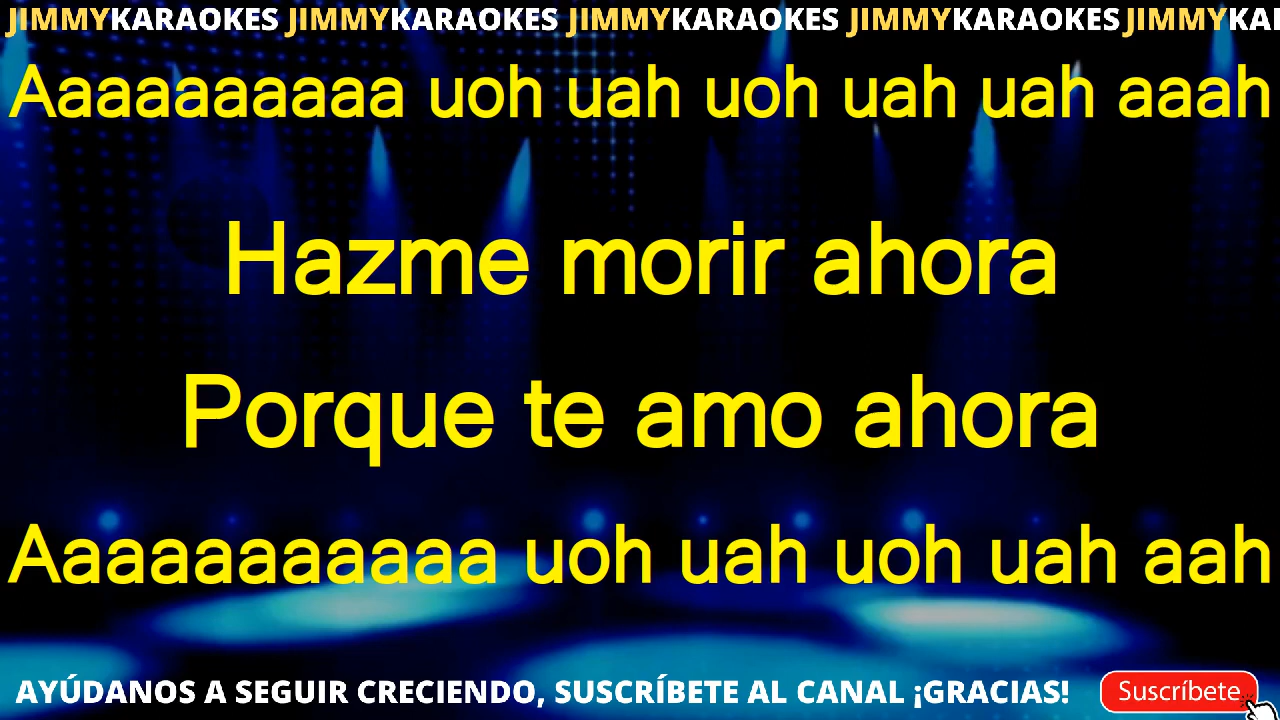 JIMMYKARAOKES JIMMYKARAOKES JIMMYKARAOKES JIMMYKARAOKES JIMMYKAI
Aaaaaaaaaa uoh uah uoh uah uah aaah
Hazme morir ahora
Porque te amo ahora
Aaaaaaaaaaa uoh uah uoh uah aah
AYÚDANOS A SEGUIR CRECIENDO, SUSCRÍBETE AL CANAL ¡GRACIAS!
Suscríbete